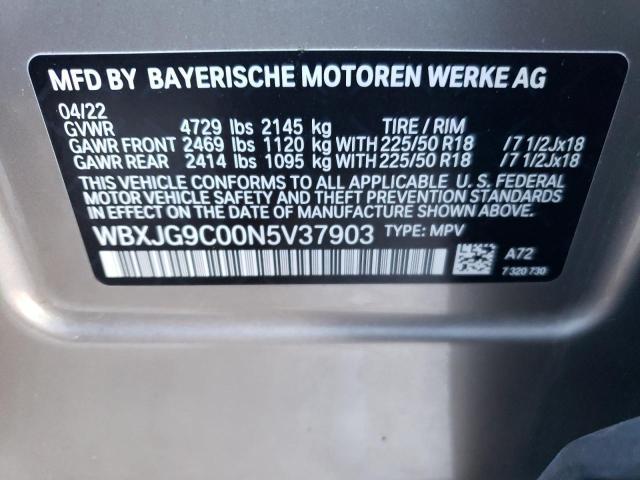 MFD BY BAYERISCHE MOTOREN WERKE AG
04/22
GVWR 4729 lbs 2145 kg TIRE / RIM
GAWR FRONT 2469 lbs 1120 kg WITH 225/50 R18 /7 1/2Jx18
GAWR REAR 2414 lbs 1095 kg WITH 225/50 R18 /7 1/2Jx18
THIS VEHICLE CONFORMS TO ALL APPLICABLE U. S. FEDERAL
MOTOR VEHICLE SAFETY AND THEFT PREVENTION STANDARDS IN
EFFECT ON THE DATE OF MANUFACTURE SHOWN ABOVE.
WBXJG9C00N5V37903 TYPE: MPV
A72
7 320 730